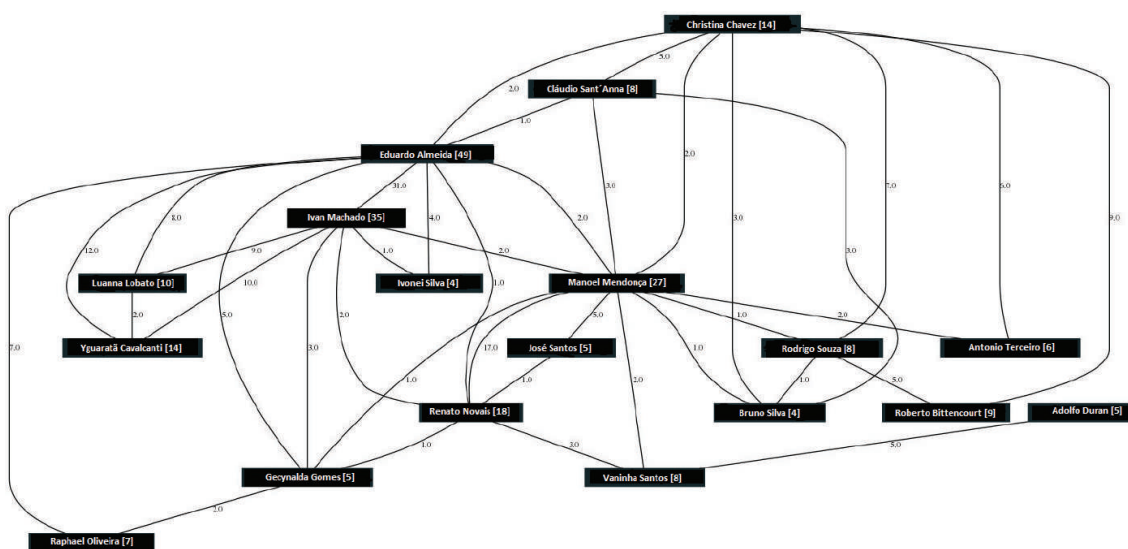 Christina Chavez [14]
5.0
2.0
Cláudio Sant´Anna [8]
1.0
Eduardo Almeida [49]
2.0
31.0
3.0
7.0
6.0
9.0
Ivan Machado [35]
8.0
4.0
2.0
3.0
12.0
9.0
1.0
2.0
3.0
Luanna Lobato [10]
Ivonei Silva [4]
Manoel Mendonça [27]
10.0
1.0
2.0
5.0
2.0
5.0
1.0
2.0
Yguaratã Cavalcanti [14]
José Santos [5]
Rodrigo Souza [8]
Antonio Terceiro [6]
7.0
5.0
3.0
17.0
1.0
1.0
1.0
2.0
1.0
5.0
Renato Novais [18]
Bruno Silva [4]
Roberto Bittencourt [9]
Adolfo Duran [5]
1.0
3.0
5.0
Gecynalda Gomes [5]
Vaninha Santos [8]
2.0
Raphael Oliveira [7]